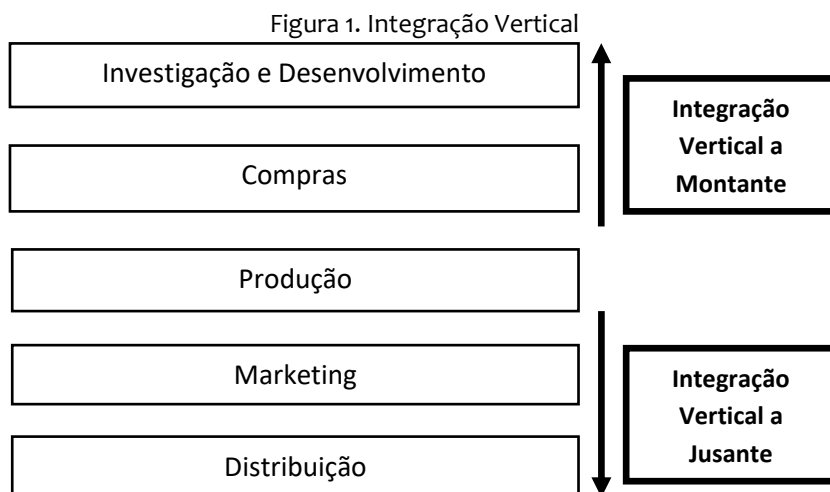 Figura 1. Integração Vertical
Investigação e Desenvolvimento
Compras
Produção
Marketing
Distribuição
Integração
Vertical a
Montante
Integração
Vertical a
Jusante